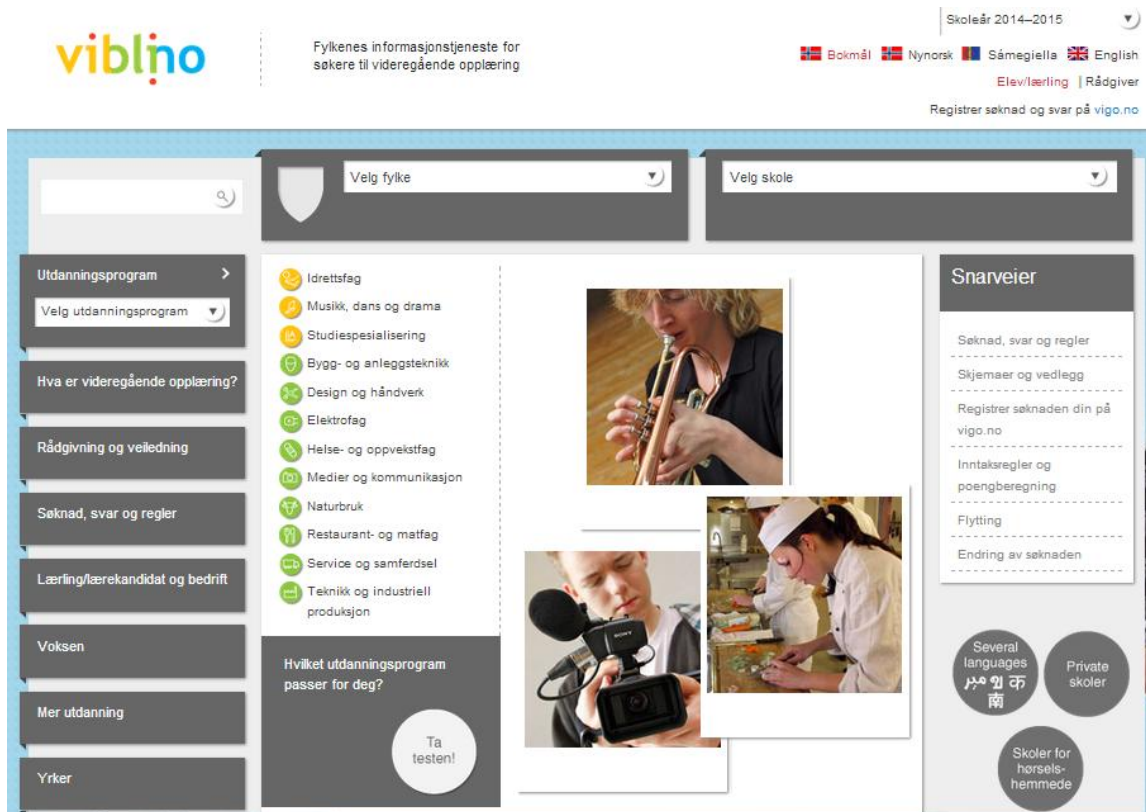 viblino
Fylkenes informasjonstjeneste for
søkere til videregående opplæring
Skoleår 2014–2015
Bokmål Nynorsk Sámegiella English
Elev/lærling | Rådgiver
Registrer søknad og svar på vigo.no
Velg fylke
Velg skole
Utdanningsprogram
Velg utdanningsprogram
Hva er videregående opplæring?
Rådgivning og veiledning
Søknad, svar og regler
Lærling/lærekandidat og bedrift
Voksen
Mer utdanning
Yrker
Idrettsfag
Musikk, dans og drama
Studiespesialisering
Bygg- og anleggsteknikk
Design og håndverk
Elektrofag
Helse- og oppvekstfag
Medier og kommunikasjon
Naturbruk
Restaurant- og matfag
Service og samferdsel
Teknikk og industriell
produksjon
Hvilket utdanningsprogram
passer for deg?
Ta
testen!
SONY
Snarveier
Søknad, svar og regler
Skjemaer og vedlegg
Registrer søknaden din på
vigo.no
Inntaksregler og
poengberegning
Flytting
Endring av søknaden
Several
languages
南
Private
skoler
Skoler for
hørsels-
hemmede